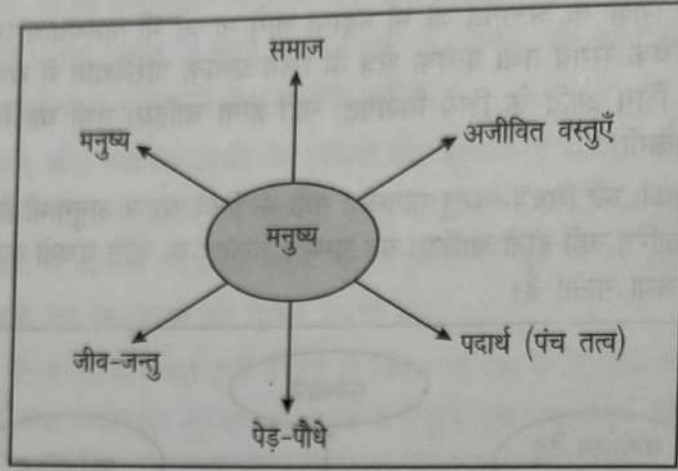 समाज
मनुष्य
अजीवित वस्तुएँ
मनुष्य
जीव-जन्तु
पदार्थ (पंच तत्व)
पेड़-पौधे